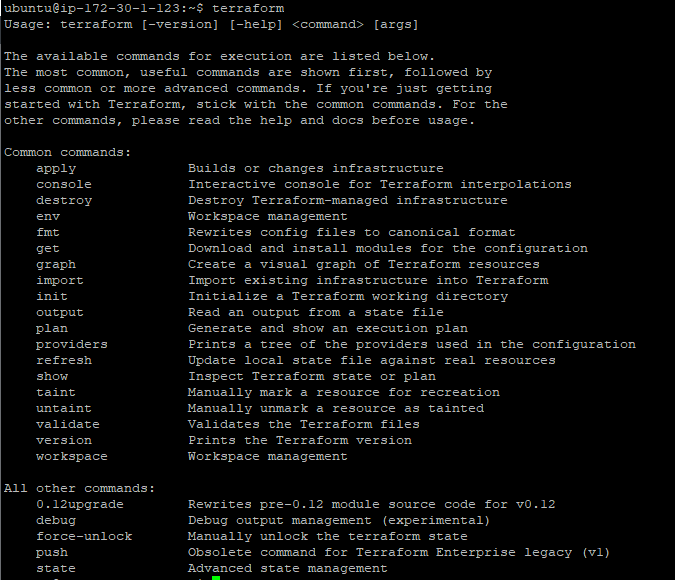 ubuntu@ip-172-30-1-123:~$ terraform
Usage: terraform [-version] [-help] <command> [args]

The available commands for execution are listed below.
The most common, useful commands are shown first, followed by
less common or more advanced commands. If you're just getting
started with Terraform, stick with the common commands. For the
other commands, please read the help and docs before usage.

Common commands:
    apply              Builds or changes infrastructure
    console            Interactive console for Terraform interpolations
    destroy            Destroy Terraform-managed infrastructure
    env                Workspace management
    fmt                Rewrites config files to canonical format
    get                Download and install modules for the configuration
    graph              Create a visual graph of Terraform resources
    import             Import existing infrastructure into Terraform
    init               Initialize a Terraform working directory
    output             Read an output from a state file
    plan               Generate and show an execution plan
    providers          Prints a tree of the providers used in the configuration
    refresh            Update local state file against real resources
    show               Inspect Terraform state or plan
    taint              Manually mark a resource for recreation
    untaint            Manually unmark a resource as tainted
    validate           Validates the Terraform files
    version            Prints the Terraform version
    workspace          Workspace management

All other commands:
    0.12upgrade        Rewrites pre-0.12 module source code for v0.12
    debug              Debug output management (experimental)
    force-unlock       Manually unlock the terraform state
    push               Obsolete command for Terraform Enterprise legacy (v1)
    state              Advanced state management